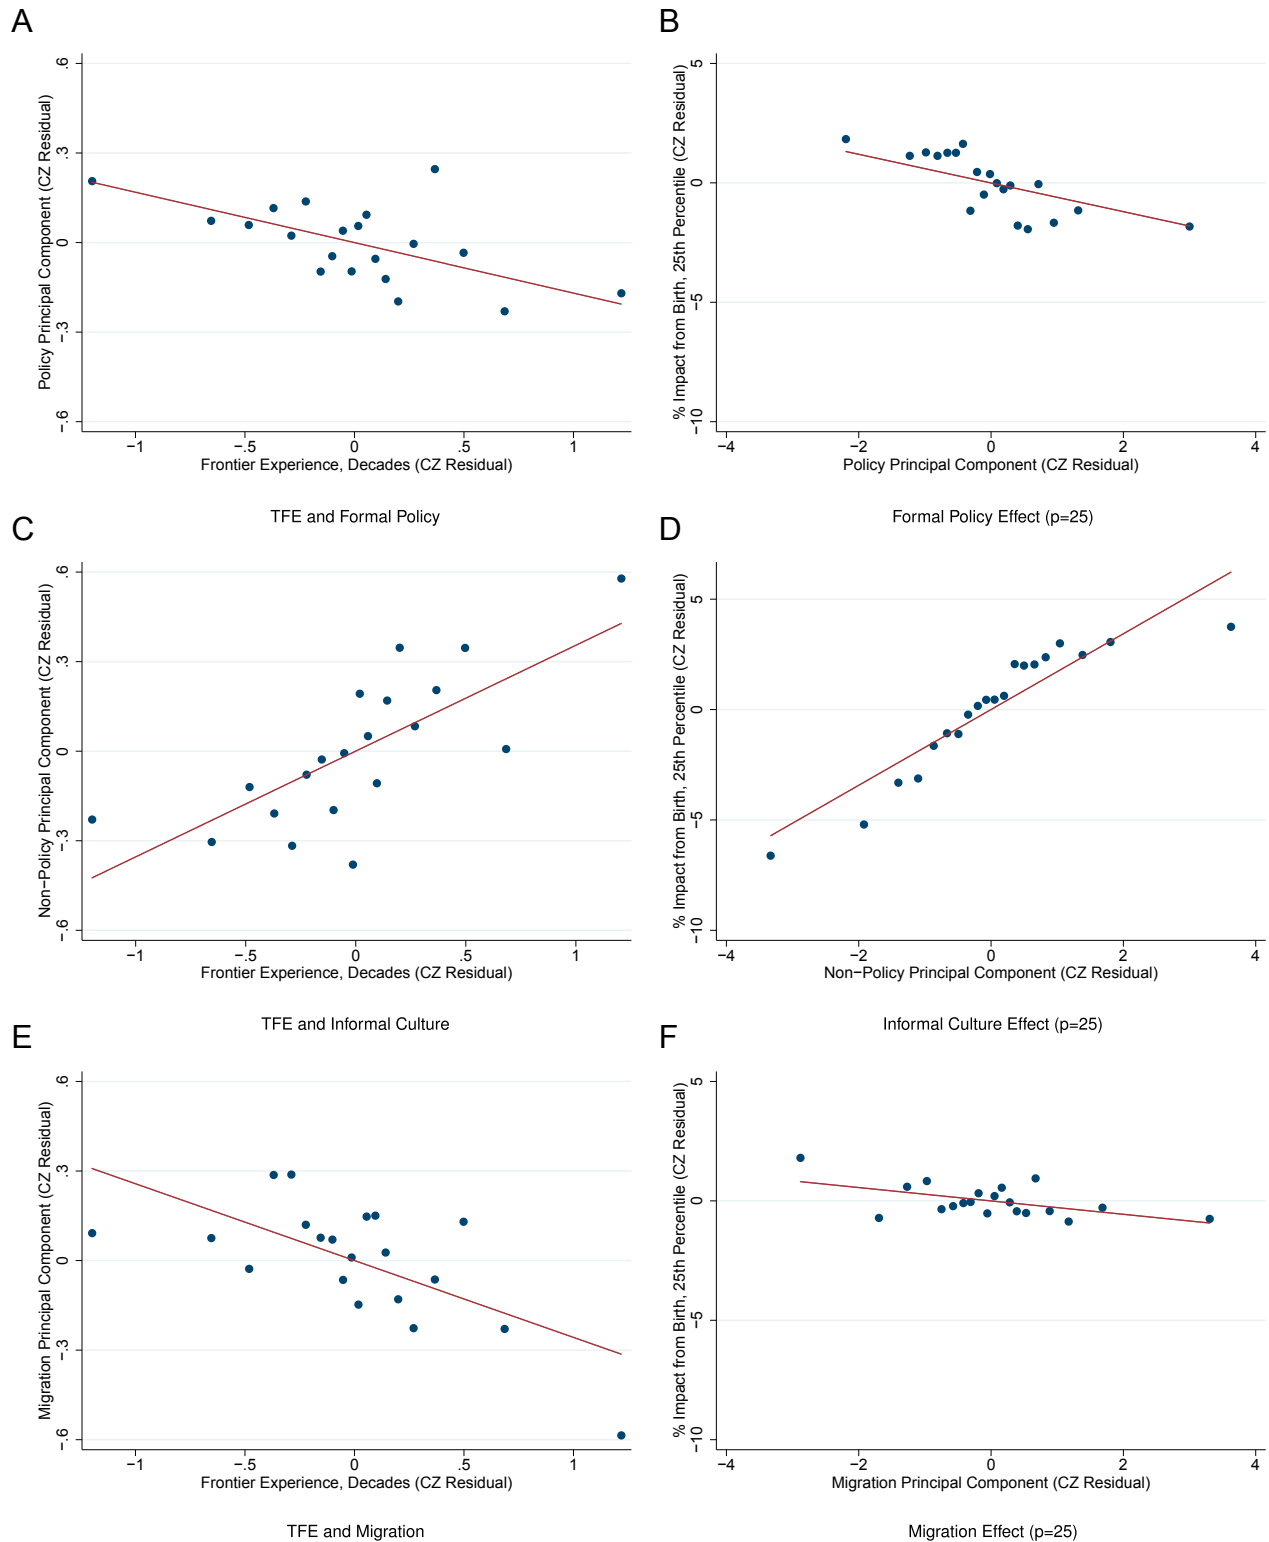 A
Policy Principal Component (CZ Residual)
.6
.3
0
−.3
−.6
−1
−.5
0
.5
1
Frontier Experience, Decades (CZ Residual)
TFE and Formal Policy
B
% Impact from Birth, 25th Percentile (CZ Residual)
5
0
−5
−10
−4
−2
0
2
4
Policy Principal Component (CZ Residual)
Formal Policy Effect (p=25)
C
Non−Policy Principal Component (CZ Residual)
.6
.3
0
−.3
−.6
−1
−.5
0
.5
1
Frontier Experience, Decades (CZ Residual)
TFE and Informal Culture
D
% Impact from Birth, 25th Percentile (CZ Residual)
5
0
−5
−10
−4
−2
0
2
4
Non−Policy Principal Component (CZ Residual)
Informal Culture Effect (p=25)
E
Migration Principal Component (CZ Residual)
.6
.3
0
−.3
−.6
−1
−.5
0
.5
1
Frontier Experience, Decades (CZ Residual)
TFE and Migration
F
% Impact from Birth, 25th Percentile (CZ Residual)
5
0
−5
−10
−4
−2
0
2
4
Migration Principal Component (CZ Residual)
Migration Effect (p=25)